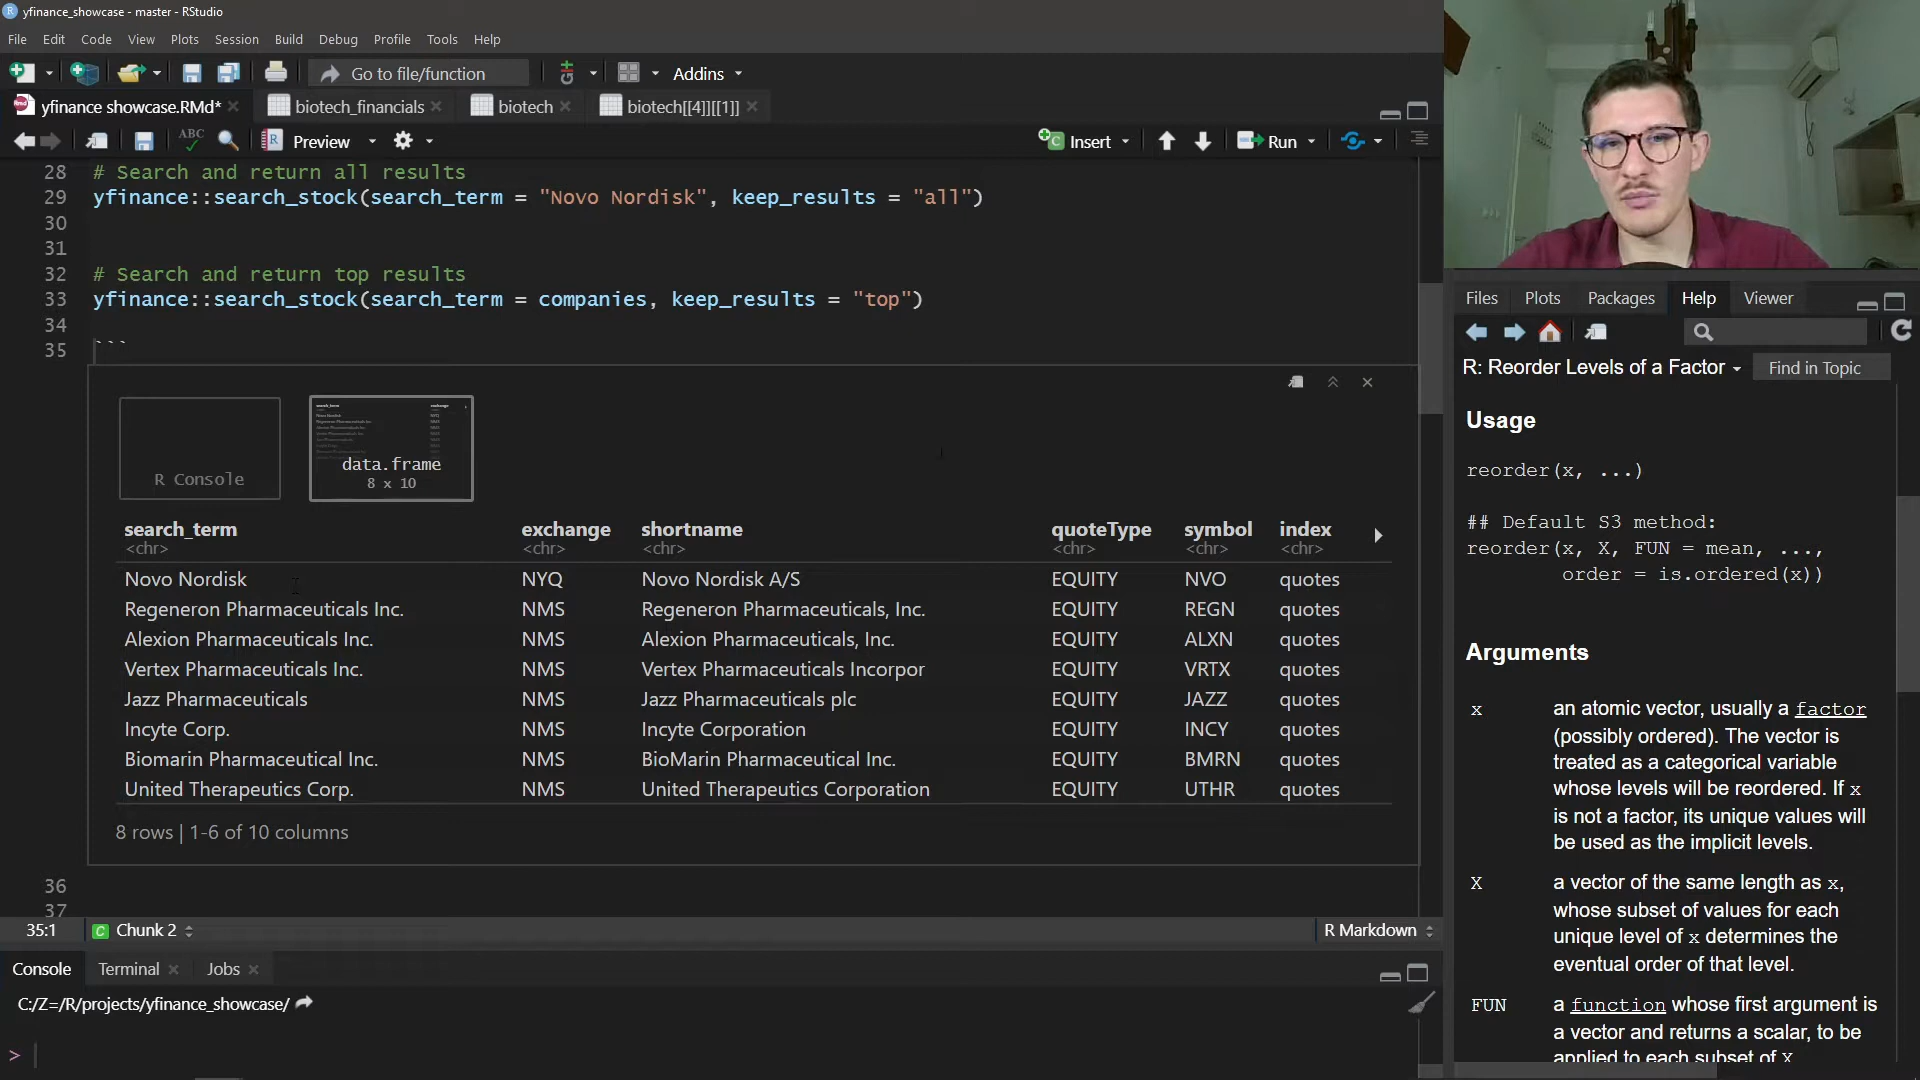 yfinance_showcase - master - RStudio
File Edit Code View Plots Session Build Debug Profile Tools Help
Go to file/function Addins
yfinance showcase.RMd* biotech_financials biotech biotech[[4]][[1]]
ABC Preview Insert Run
28 # Search and return all results
29 yfinance::search_stock(search_term = "Novo Nordisk", keep_results = "all")
30
31
32 # Search and return top results
33 yfinance::search_stock(search_term = companies, keep_results = "top")
34
35 ```
R Console
data.frame
8 x 10
search_term exchange shortname quoteType symbol index
<chr> <chr> <chr> <chr> <chr> <chr>
Novo Nordisk NYQ Novo Nordisk A/S EQUITY NVO quotes
Regeneron Pharmaceuticals Inc. NMS Regeneron Pharmaceuticals, Inc. EQUITY REGN quotes
Alexion Pharmaceuticals Inc. NMS Alexion Pharmaceuticals, Inc. EQUITY ALXN quotes
Vertex Pharmaceuticals Inc. NMS Vertex Pharmaceuticals Incorpor EQUITY VRTX quotes
Jazz Pharmaceuticals NMS Jazz Pharmaceuticals plc EQUITY JAZZ quotes
Incyte Corp. NMS Incyte Corporation EQUITY INCY quotes
Biomarin Pharmaceutical Inc. NMS BioMarin Pharmaceutical Inc. EQUITY BMRN quotes
United Therapeutics Corp. NMS United Therapeutics Corporation EQUITY UTHR quotes
8 rows | 1-6 of 10 columns
36
37
35:1 C Chunk 2 R Markdown
Console Terminal Jobs
C:/Z=/R/projects/yfinance_showcase/
>
Files Plots Packages Help Viewer
R: Reorder Levels of a Factor Find in Topic
Usage
reorder(x, ...)
## Default S3 method:
reorder(x, X, FUN = mean, ...,
order = is.ordered(x))
Arguments
x an atomic vector, usually a factor
(possibly ordered). The vector is
treated as a categorical variable
whose levels will be reordered. If x
is not a factor, its unique values will
be used as the implicit levels.
X a vector of the same length as x,
whose subset of values for each
unique level of x determines the
eventual order of that level.
FUN a function whose first argument is
a vector and returns a scalar, to be
applied to each subset of X